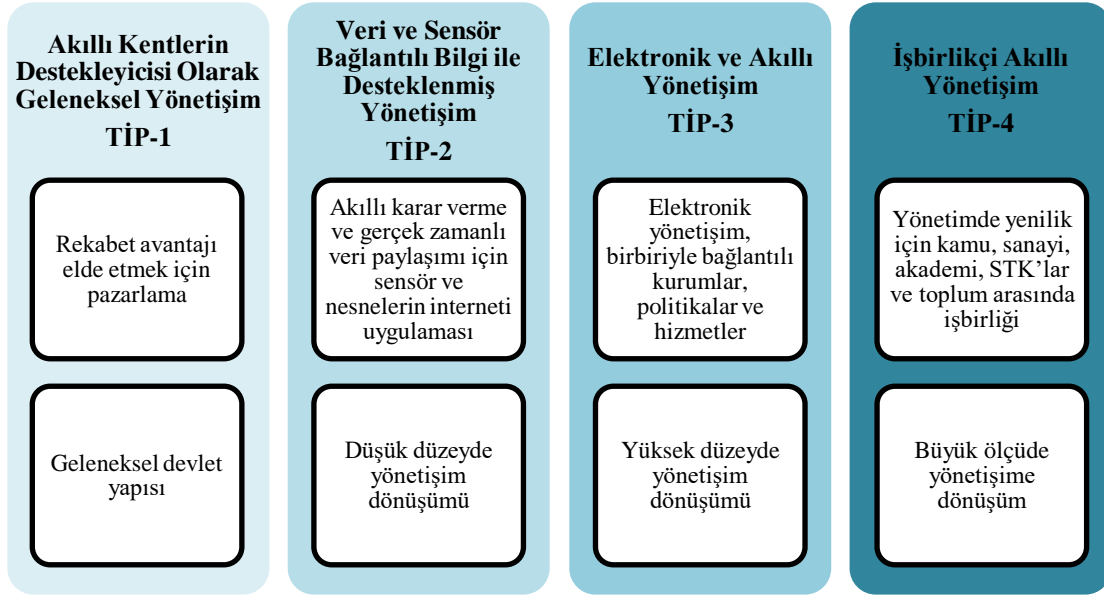 Akıllı Kentlerin
Destekleyicisi Olarak
Geleneksel Yönetişim
TİP-1
Rekabet avantajı
elde etmek için
pazarlama
Geleneksel devlet
yapısı
Veri ve Sensör
Bağlantılı Bilgi ile
Desteklenmiş
Yönetişim
TİP-2
Akıllı karar verme
ve gerçek zamanlı
veri paylaşımı için
sensör ve
nesnelerin interneti
uygulaması
Düşük düzeyde
yönetişim
dönüşümü
Elektronik ve Akıllı
Yönetişim
TİP-3
Elektronik
yönetişim,
birbiriyle bağlantılı
kurumlar,
politikalar ve
hizmetler
Yüksek düzeyde
yönetişim
dönüşümü
İşbirlikçi Akıllı
Yönetişim
TİP-4
Yönetimde yenilik
için kamu, sanayi,
akademi, STK’lar
ve toplum arasında
işbirliği
Büyük ölçüde
yönetişime
dönüşüm